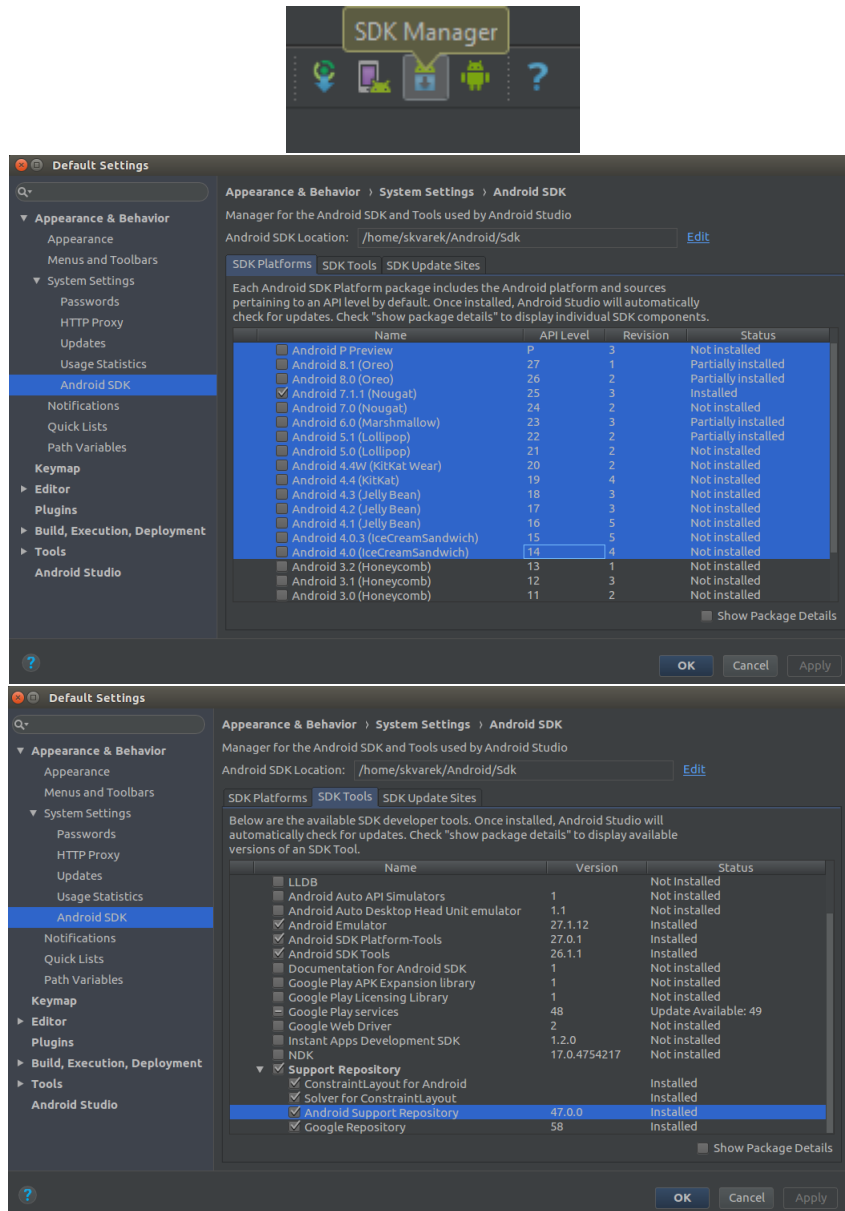 SDK Manager
?
Default Settings
Appearance & Behavior
Appearance
Menus and Toolbars
System Settings
Passwords
HTTP Proxy
Updates
Usage Statistics
Android SDK
Notifications
Quick Lists
Path Variables
Keymap
Editor
Plugins
Build, Execution, Deployment
Tools
Android Studio
Appearance & Behavior › System Settings › Android SDK
Manager for the Android SDK and Tools used by Android Studio
Android SDK Location: /home/skvarek/Android/Sdk Edit
SDK Platforms SDK Tools SDK Update Sites
Each Android SDK Platform package includes the Android platform and sources
pertaining to an API level by default. Once installed, Android Studio will automatically
check for updates. Check "show package details" to display individual SDK components.
Name API Level Revision Status
Android P Preview P 3 Not installed
Android 8.1 (Oreo) 27 1 Partially installed
Android 8.0 (Oreo) 26 2 Partially installed
Android 7.1.1 (Nougat) 25 3 Installed
Android 7.0 (Nougat) 24 2 Not installed
Android 6.0 (Marshmallow) 23 3 Partially installed
Android 5.1 (Lollipop) 22 2 Partially installed
Android 5.0 (Lollipop) 21 2 Not installed
Android 4.4W (KitKat Wear) 20 2 Not installed
Android 4.4 (KitKat) 19 4 Not installed
Android 4.3 (Jelly Bean) 18 3 Not installed
Android 4.2 (Jelly Bean) 17 3 Not installed
Android 4.1 (Jelly Bean) 16 5 Not installed
Android 4.0.3 (IceCreamSandwich) 15 5 Not installed
Android 4.0 (IceCreamSandwich) 14 4 Not installed
Android 3.2 (Honeycomb) 13 1 Not installed
Android 3.1 (Honeycomb) 12 3 Not installed
Android 3.0 (Honeycomb) 11 2 Not installed
Show Package Details
? OK Cancel Apply
Default Settings
Appearance & Behavior
Appearance
Menus and Toolbars
System Settings
Passwords
HTTP Proxy
Updates
Usage Statistics
Android SDK
Notifications
Quick Lists
Path Variables
Keymap
Editor
Plugins
Build, Execution, Deployment
Tools
Android Studio
Appearance & Behavior › System Settings › Android SDK
Manager for the Android SDK and Tools used by Android Studio
Android SDK Location: /home/skvarek/Android/Sdk Edit
SDK Platforms SDK Tools SDK Update Sites
Below are the available SDK developer tools. Once installed, Android Studio will
automatically check for updates. Check "show package details" to display available
versions of an SDK Tool.
Name Version Status
LLDB Not Installed
Android Auto API Simulators 1 Not installed
Android Auto Desktop Head Unit emulator 1.1 Not installed
Android Emulator 27.1.12 Installed
Android SDK Platform-Tools 27.0.1 Installed
Android SDK Tools 26.1.1 Installed
Documentation for Android SDK 1 Not installed
Google Play APK Expansion library 1 Not installed
Google Play Licensing Library 1 Not installed
Google Play services 48 Update Available: 49
Google Web Driver 2 Not installed
Instant Apps Development SDK 1.2.0 Not installed
NDK 17.0.4754217 Not installed
Support Repository
ConstraintLayout for Android Installed
Solver for ConstraintLayout Installed
Android Support Repository 47.0.0 Installed
Google Repository 58 Installed
Show Package Details
? OK Cancel Apply